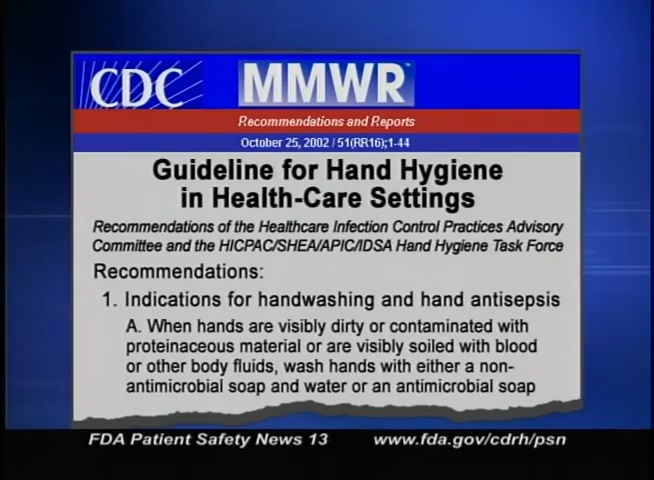 CDC MMWR™
Recommendations and Reports
October 25, 2002 / 51(RR16);1-44
Guideline for Hand Hygiene
in Health-Care Settings
Recommendations of the Healthcare Infection Control Practices Advisory
Committee and the HICPAC/SHEA/APIC/IDSA Hand Hygiene Task Force
Recommendations:
1. Indications for handwashing and hand antisepsis
A. When hands are visibly dirty or contaminated with
proteinaceous material or are visibly soiled with blood
or other body fluids, wash hands with either a non-
antimicrobial soap and water or an antimicrobial soap
FDA Patient Safety News 13 www.fda.gov/cdrh/psn